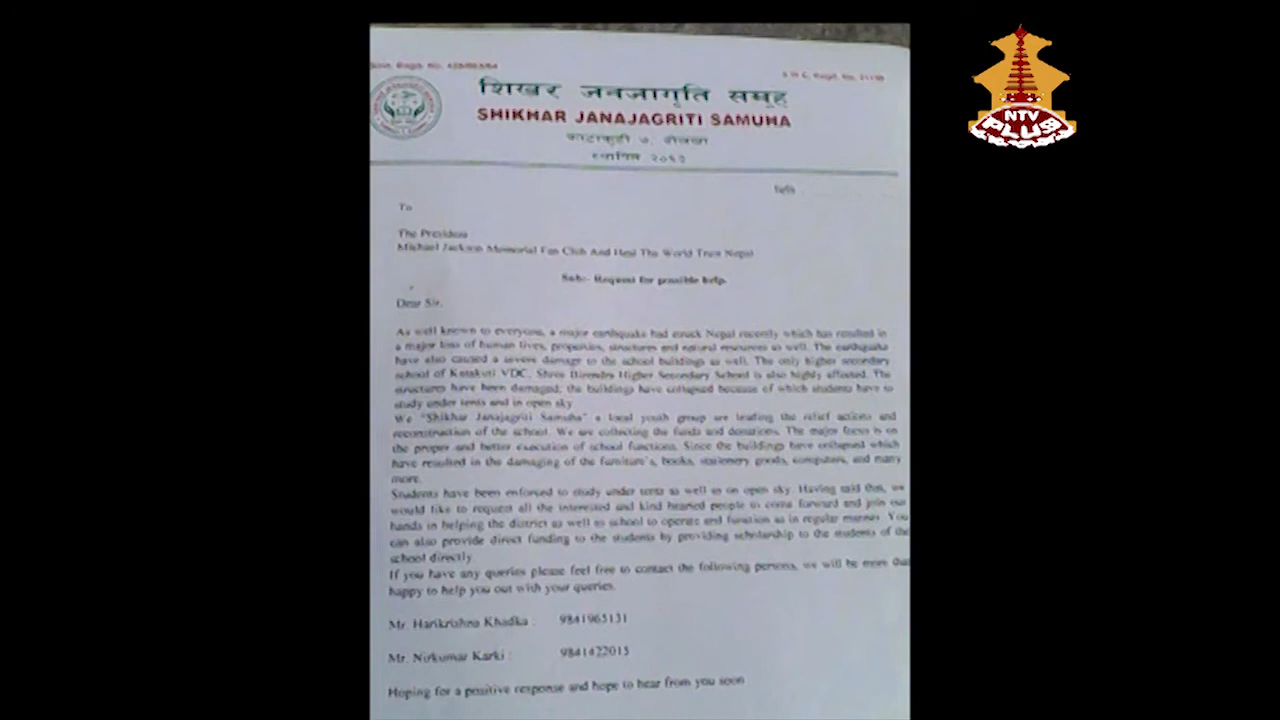 NTV
PLUS
शिखर जनजागृति समूह
SHIKHAR JANAJAGRITI SAMUHA
काटाकुटी ७, दोलखा
स्थापित २०६२
मिति
To
The President
Michael Jackson Memorial Fan Club And Heal The World Trust Nepal
Sub:- Request for possible help.
Dear Sir,
As well known to everyone, a major earthquake had struck Nepal recently which has resulted in
a major loss of human lives, properties, structures and natural resources as well. The earthquake
have also caused a severe damage to the school buildings as well. The only higher secondary
school of Katakuti VDC, Shree Birendra Higher Secondary School is also highly affected. The
structures have been damaged; the buildings have collapsed because of which students have to
study under tents and in open sky.
We "Shikhar Janajagriti Samuha" a local youth group are leading the relief actions and
reconstruction of the school. We are collecting the funds and donations. The major focus is on
the proper and better execution of school functions. Since the buildings have collapsed which
have resulted in the damaging of the furniture's, books, stationery goods, computers, and many
more.
Students have been enforced to study under tents as well as on open sky. Having said that, we
would like to request all the interested and kind hearted people to come forward and join our
hands in helping the district as well as school to operate and function as in regular manner. You
can also provide direct funding to the students by providing scholarship to the students of the
school directly.
If you have any queries please feel free to contact the following persons, we will be more that
happy to help you out with your queries.
Mr. Harikrishna Khadka : 9841965131
Mr. Nirkumar Karki : 9841422015
Hoping for a positive response and hope to hear from you soon